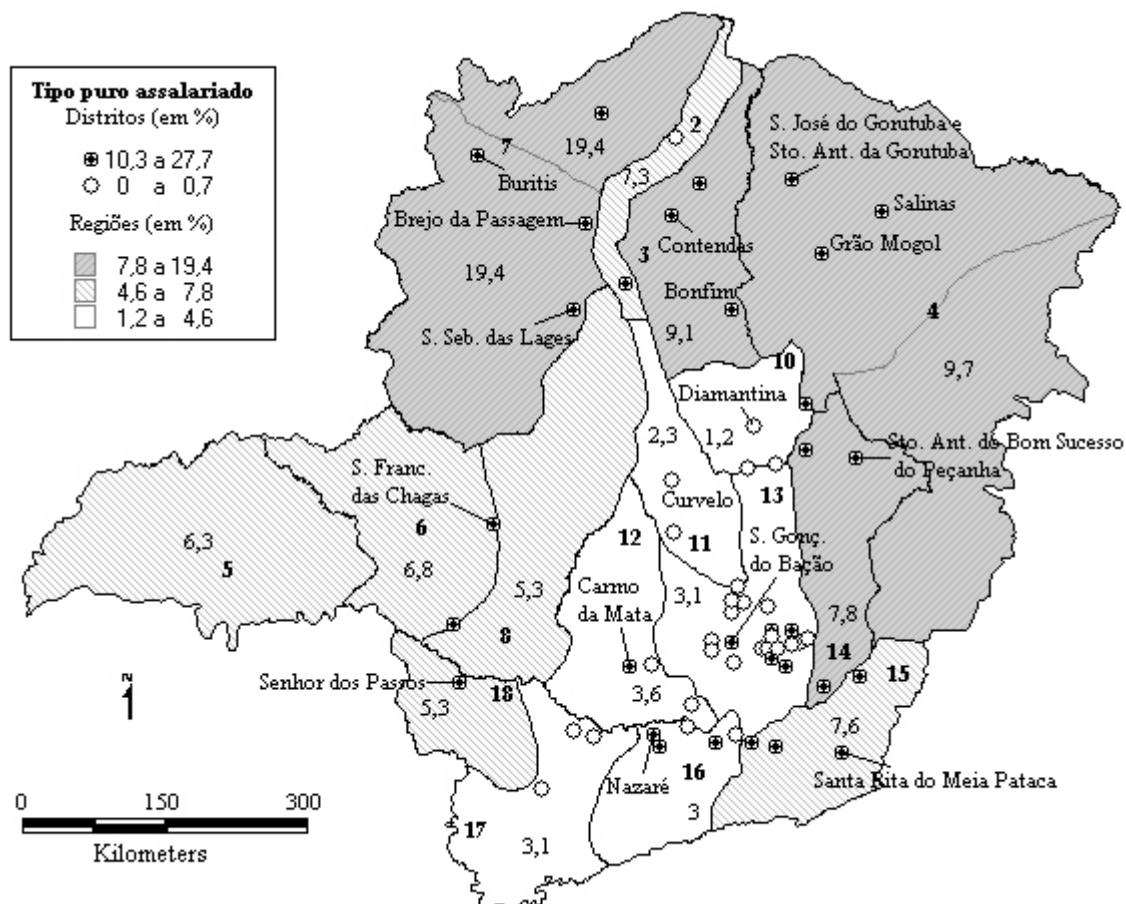 Tipo puro assalariado
Distritos (em %)
10,3 a 27,7
0 a 0,7
Regiões (em %)
7,8 a 19,4
4,6 a 7,8
1,2 a 4,6
7
19,4
2
7,3
S. José do Gorutuba e
Sto. Ant. da Gorutuba
Buritis
Salinas
Brejo da Passagem
Contendas
Grão Mogol
19,4
3
Bonfim
4
S. Seb. das Lages
9,1
10
9,7
Diamantina
2,3
1,2
Sto. Ant. do Bom Sucesso
do Peçanha
S. Franc.
das Chagas
13
Curvelo
6
12
11
S. Gonç.
do Bação
6,3
5
6,8
5,3
Carmo
da Mata
3,1
8
7,8
14
15
Senhor dos Passos
18
3,6
5,3
7,6
N
16
Nazaré
Santa Rita do Meia Pataca
0 150 300
Kilometers
17
3
3,1